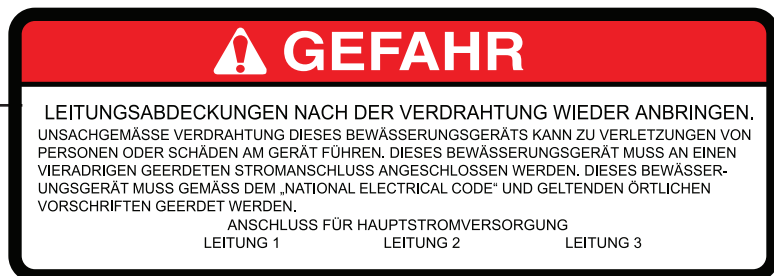 GEFAHR
LEITUNGSABDECKUNGEN NACH DER VERDRAHTUNG WIEDER ANBRINGEN.
UNSACHGEMÄSSE VERDRAHTUNG DIESES BEWÄSSERUNGSGERÄTS KANN ZU VERLETZUNGEN VON
PERSONEN ODER SCHÄDEN AM GERÄT FÜHREN. DIESES BEWÄSSERUNGSGERÄT MUSS AN EINEN
VIERADRIGEN GEERDETEN STROMANSCHLUSS ANGESCHLOSSEN WERDEN. DIESES BEWÄSSER-
UNGSGERÄT MUSS GEMÄSS DEM „NATIONAL ELECTRICAL CODE“ UND GELTENDEN ÖRTLICHEN
VORSCHRIFTEN GEERDET WERDEN.
ANSCHLUSS FÜR HAUPTSTROMVERSORGUNG
LEITUNG 1 LEITUNG 2 LEITUNG 3